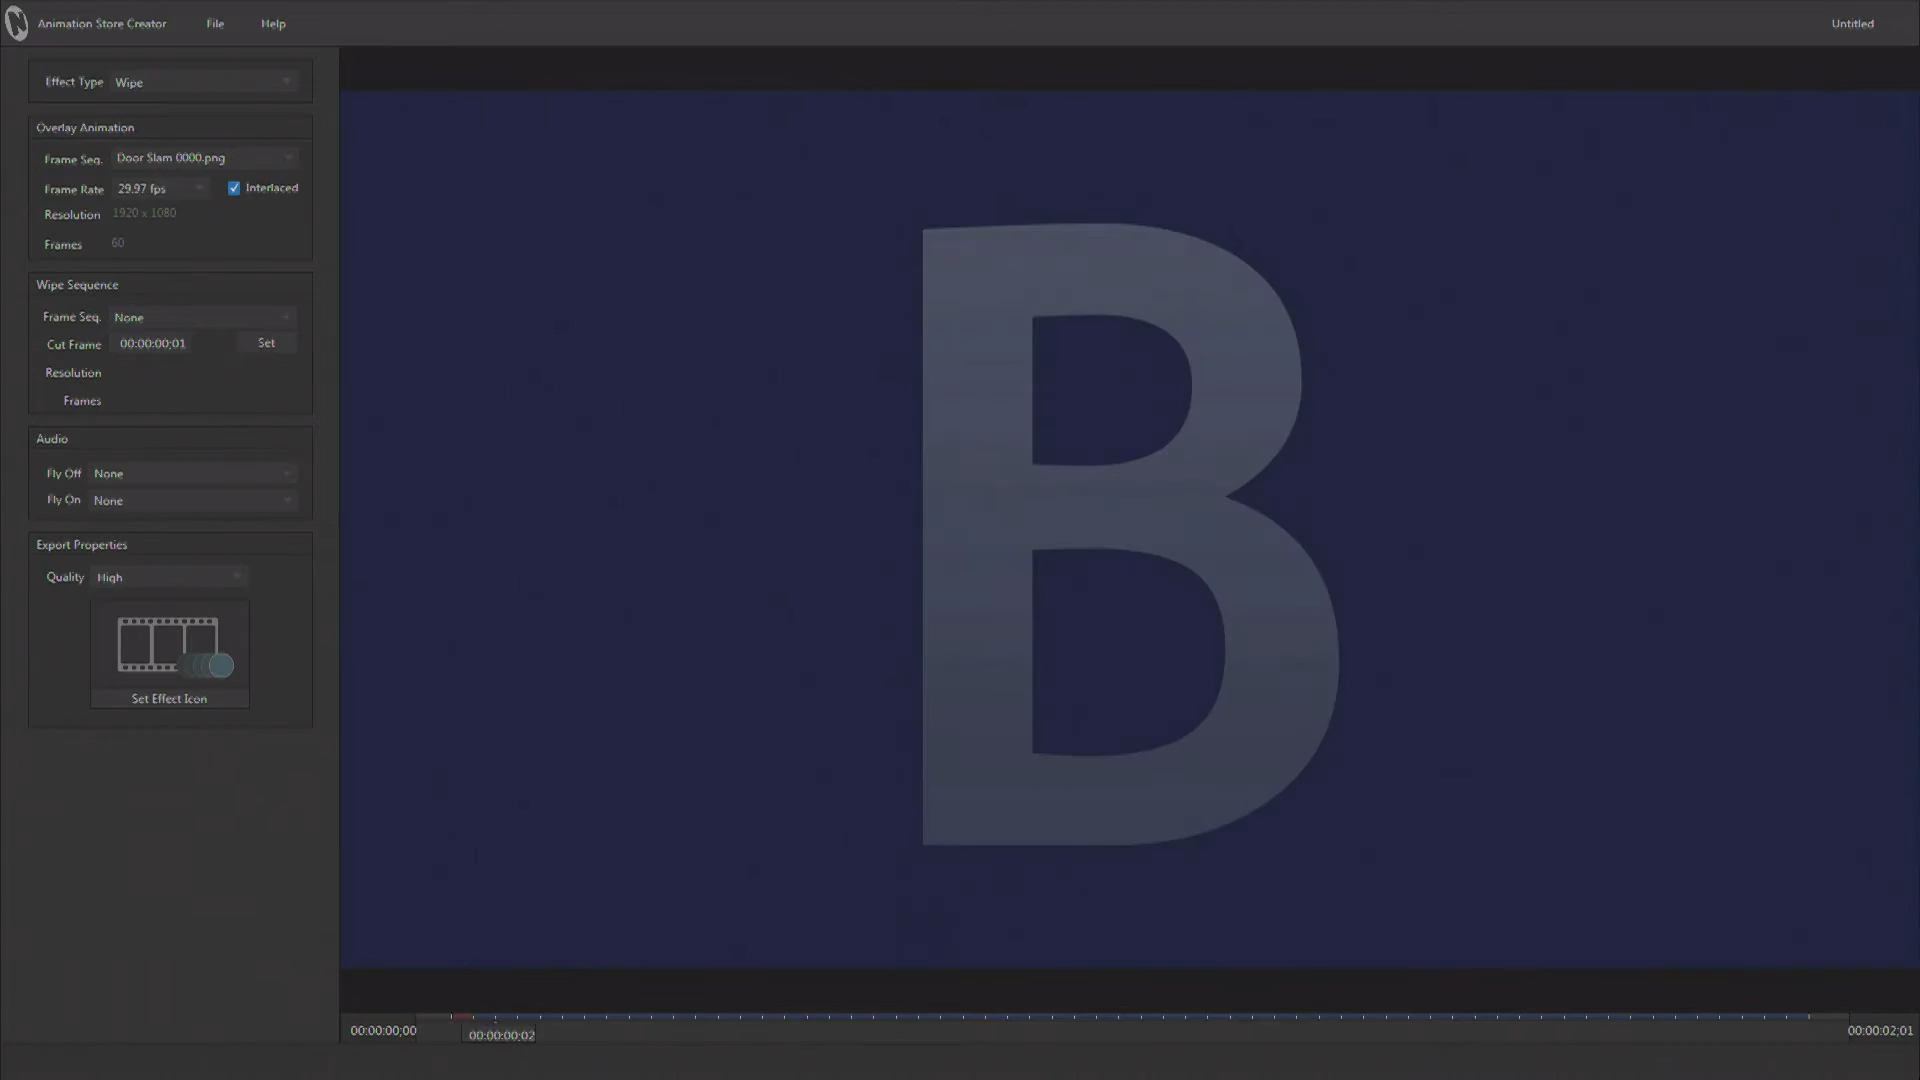 Animation Store Creator File Help Untitled
Effect Type Wipe
Overlay Animation
Frame Seq. Door Slam 0000.png
Frame Rate 29.97 fps Interlaced
Resolution 1920 x 1080
Frames 60
Wipe Sequence
Frame Seq. None
Cut Frame 00:00:00;01 Set
Resolution
Frames
Audio
Fly Off None
Fly On None
Export Properties
Quality High
Set Effect Icon
B
00:00:00;00 00:00:00;02 00:00:02;01